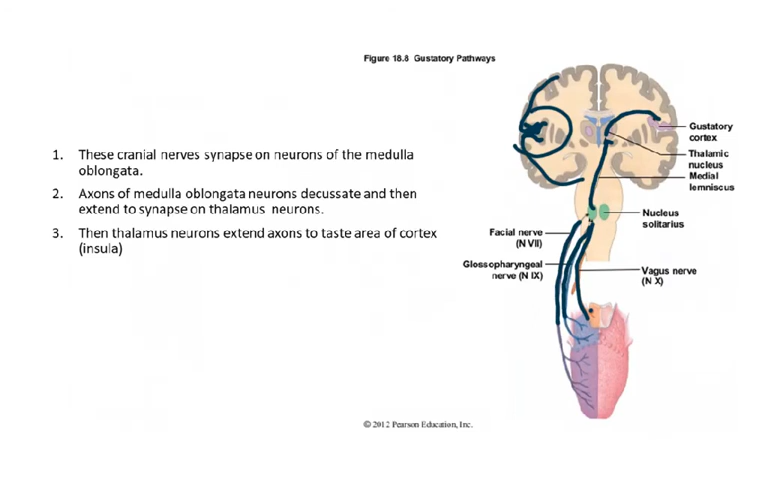 Figure 18.8 Gustatory Pathways
1. These cranial nerves synapse on neurons of the medulla
oblongata.
2. Axons of medulla oblongata neurons decussate and then
extend to synapse on thalamus neurons.
3. Then thalamus neurons extend axons to taste area of cortex
(insula)
Gustatory
cortex
Thalamic
nucleus
Medial
lemniscus
Nucleus
solitarius
Facial nerve
(N VII)
Glossopharyngeal
nerve (N IX)
Vagus nerve
(N X)
© 2012 Pearson Education, Inc.